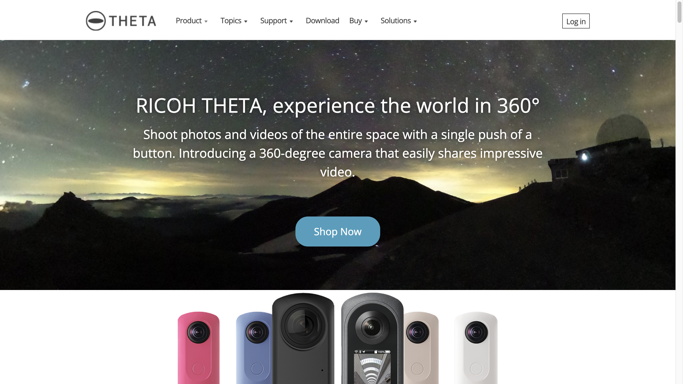 THETA
Product
Topics
Support
Download
Buy
Solutions
Log in
RICOH THETA, experience the world in 360°
Shoot photos and videos of the entire space with a single push of a
button. Introducing a 360-degree camera that easily shares impressive
video.
Shop Now